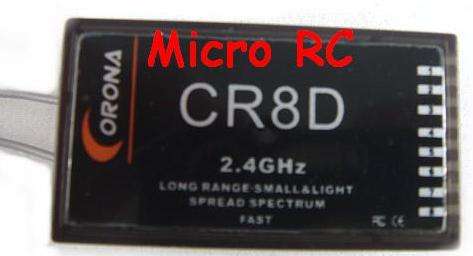 Micro RC
CORONA
CR8D
2.4GHz
LONG RANGE·SMALL&LIGHT
SPREAD SPECTRUM
FAST
FC CE